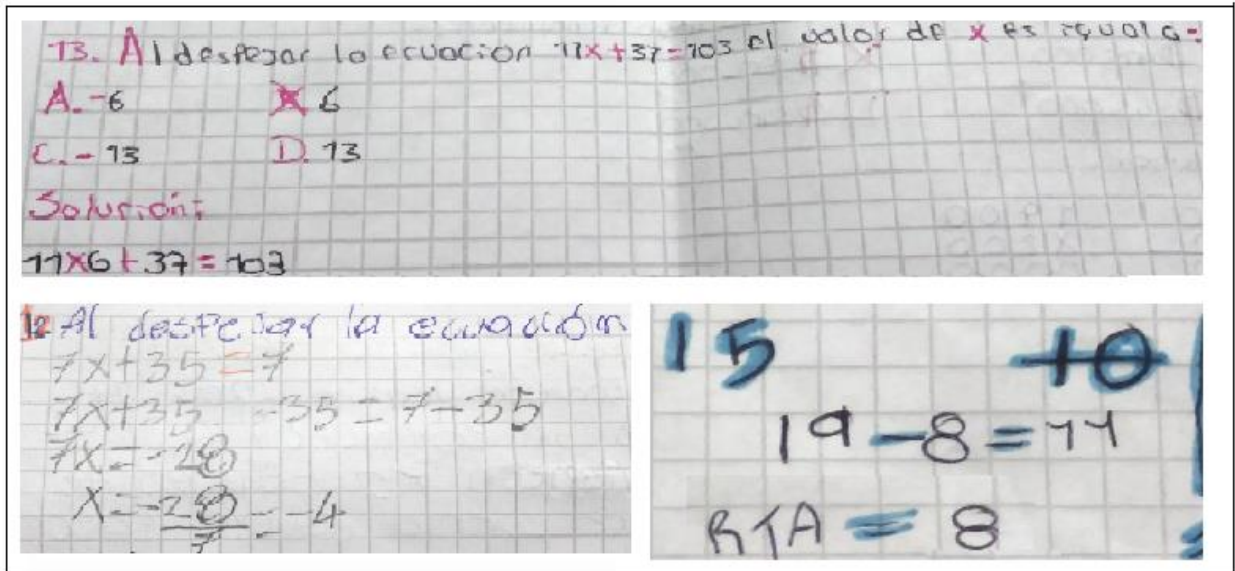 13. Al despejar la ecuacion 11x+37=103 el valor de x es igual a:
A. -6 B 6
C. -13 D. 13
Solución:
11x6+37=103
12 Al despejar la ecuación
7x+35=7
7x+35 -35=7-35
7x=-28
x=-28/7=-4
15 10
19-8=11
RTA=8